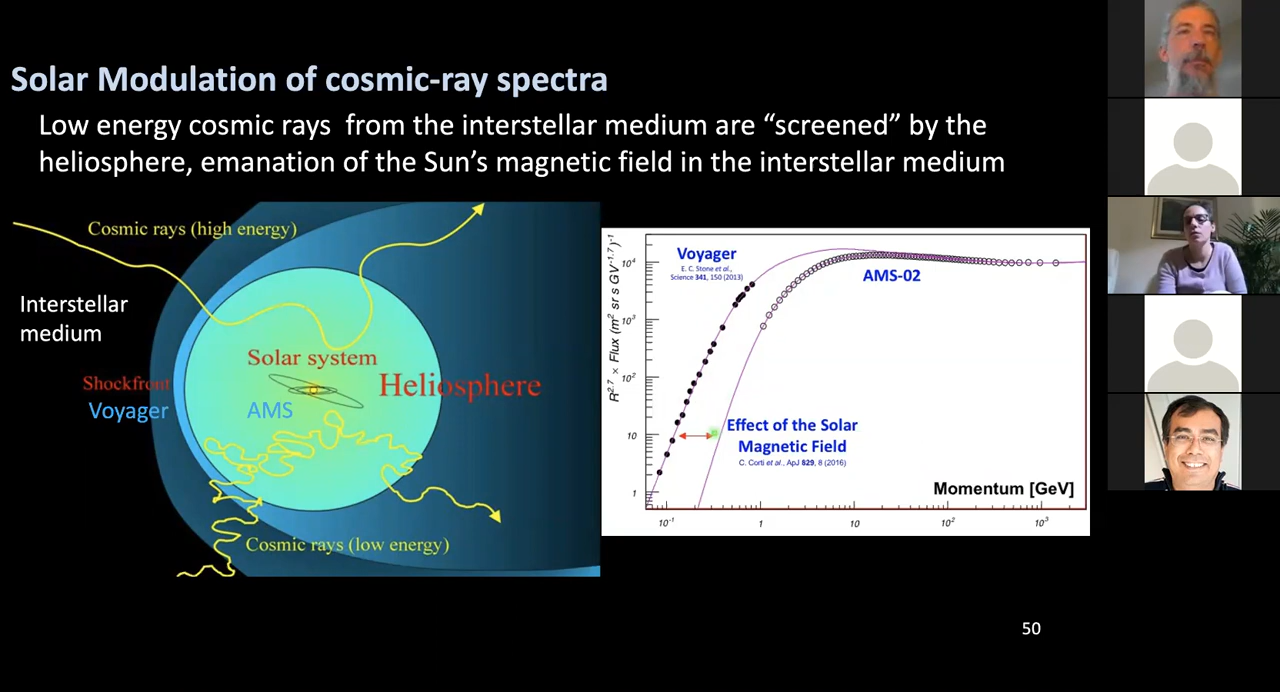 Solar Modulation of cosmic-ray spectra
Low energy cosmic rays from the interstellar medium are “screened” by the
heliosphere, emanation of the Sun’s magnetic field in the interstellar medium
Cosmic rays (high energy)
Interstellar
medium
Solar system
Shockfront
Heliosphere
Voyager
AMS
Cosmic rays (low energy)
R^2.7 × Flux (m² sr s GV^-1.7)^-1
10^4
10^3
10^2
10
1
Voyager
E. C. Stone et al.,
Science 341, 150 (2013)
AMS-02
Effect of the Solar
Magnetic Field
C. Corti et al., ApJ 829, 8 (2016)
Momentum [GeV]
10^-1
1
10
10^2
10^3
50